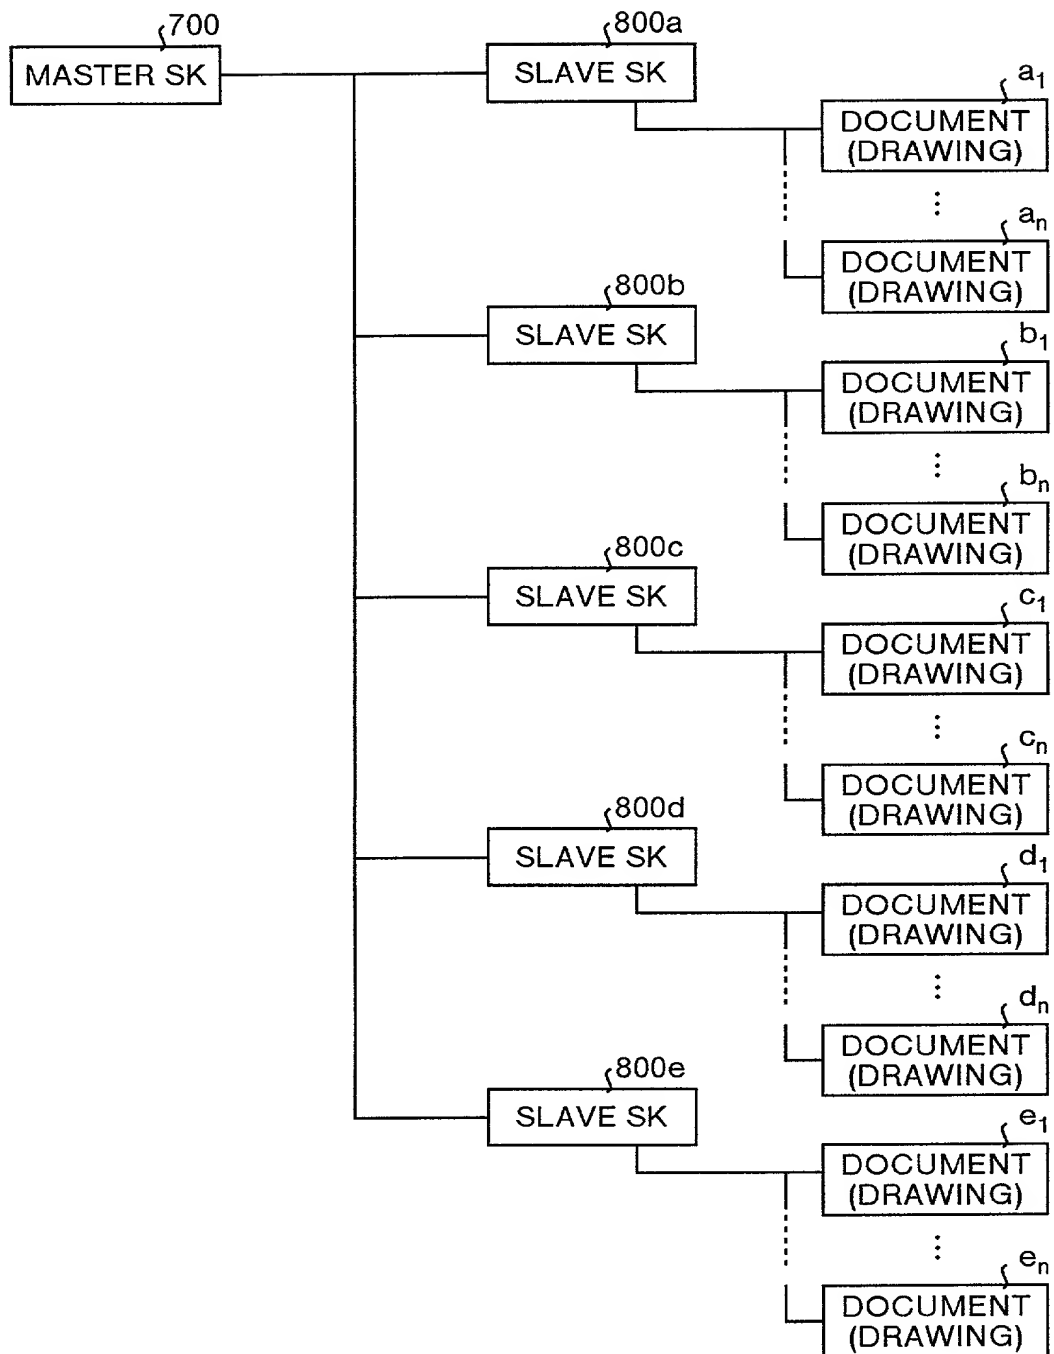 700
MASTER SK
800a
SLAVE SK
a1
DOCUMENT
(DRAWING)
an
DOCUMENT
(DRAWING)
800b
SLAVE SK
b1
DOCUMENT
(DRAWING)
bn
DOCUMENT
(DRAWING)
800c
SLAVE SK
c1
DOCUMENT
(DRAWING)
cn
DOCUMENT
(DRAWING)
800d
SLAVE SK
d1
DOCUMENT
(DRAWING)
dn
DOCUMENT
(DRAWING)
800e
SLAVE SK
e1
DOCUMENT
(DRAWING)
en
DOCUMENT
(DRAWING)